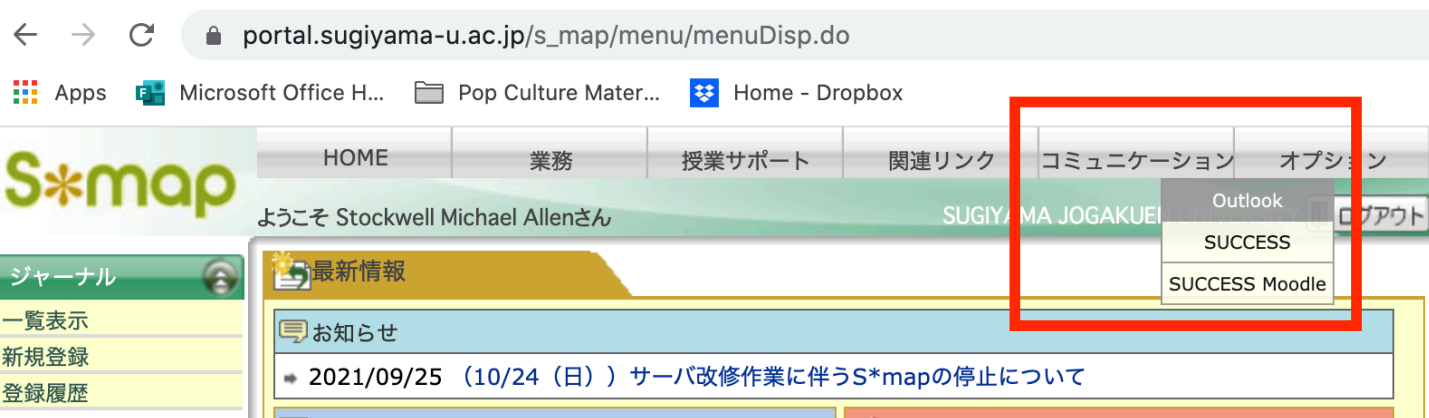 portal.sugiyama-u.ac.jp/s_map/menu/menuDisp.do
Apps Microsoft Office H... Pop Culture Mater... Home - Dropbox
S*map
HOME 業務 授業サポート 関連リンク コミュニケーション オプション
ようこそ Stockwell Michael Allenさん SUGIYAMA JOGAKUEN ログアウト
Outlook
SUCCESS
SUCCESS Moodle
ジャーナル
一覧表示
新規登録
登録履歴
最新情報
お知らせ
2021/09/25 （10/24（日））サーバ改修作業に伴うS*mapの停止について